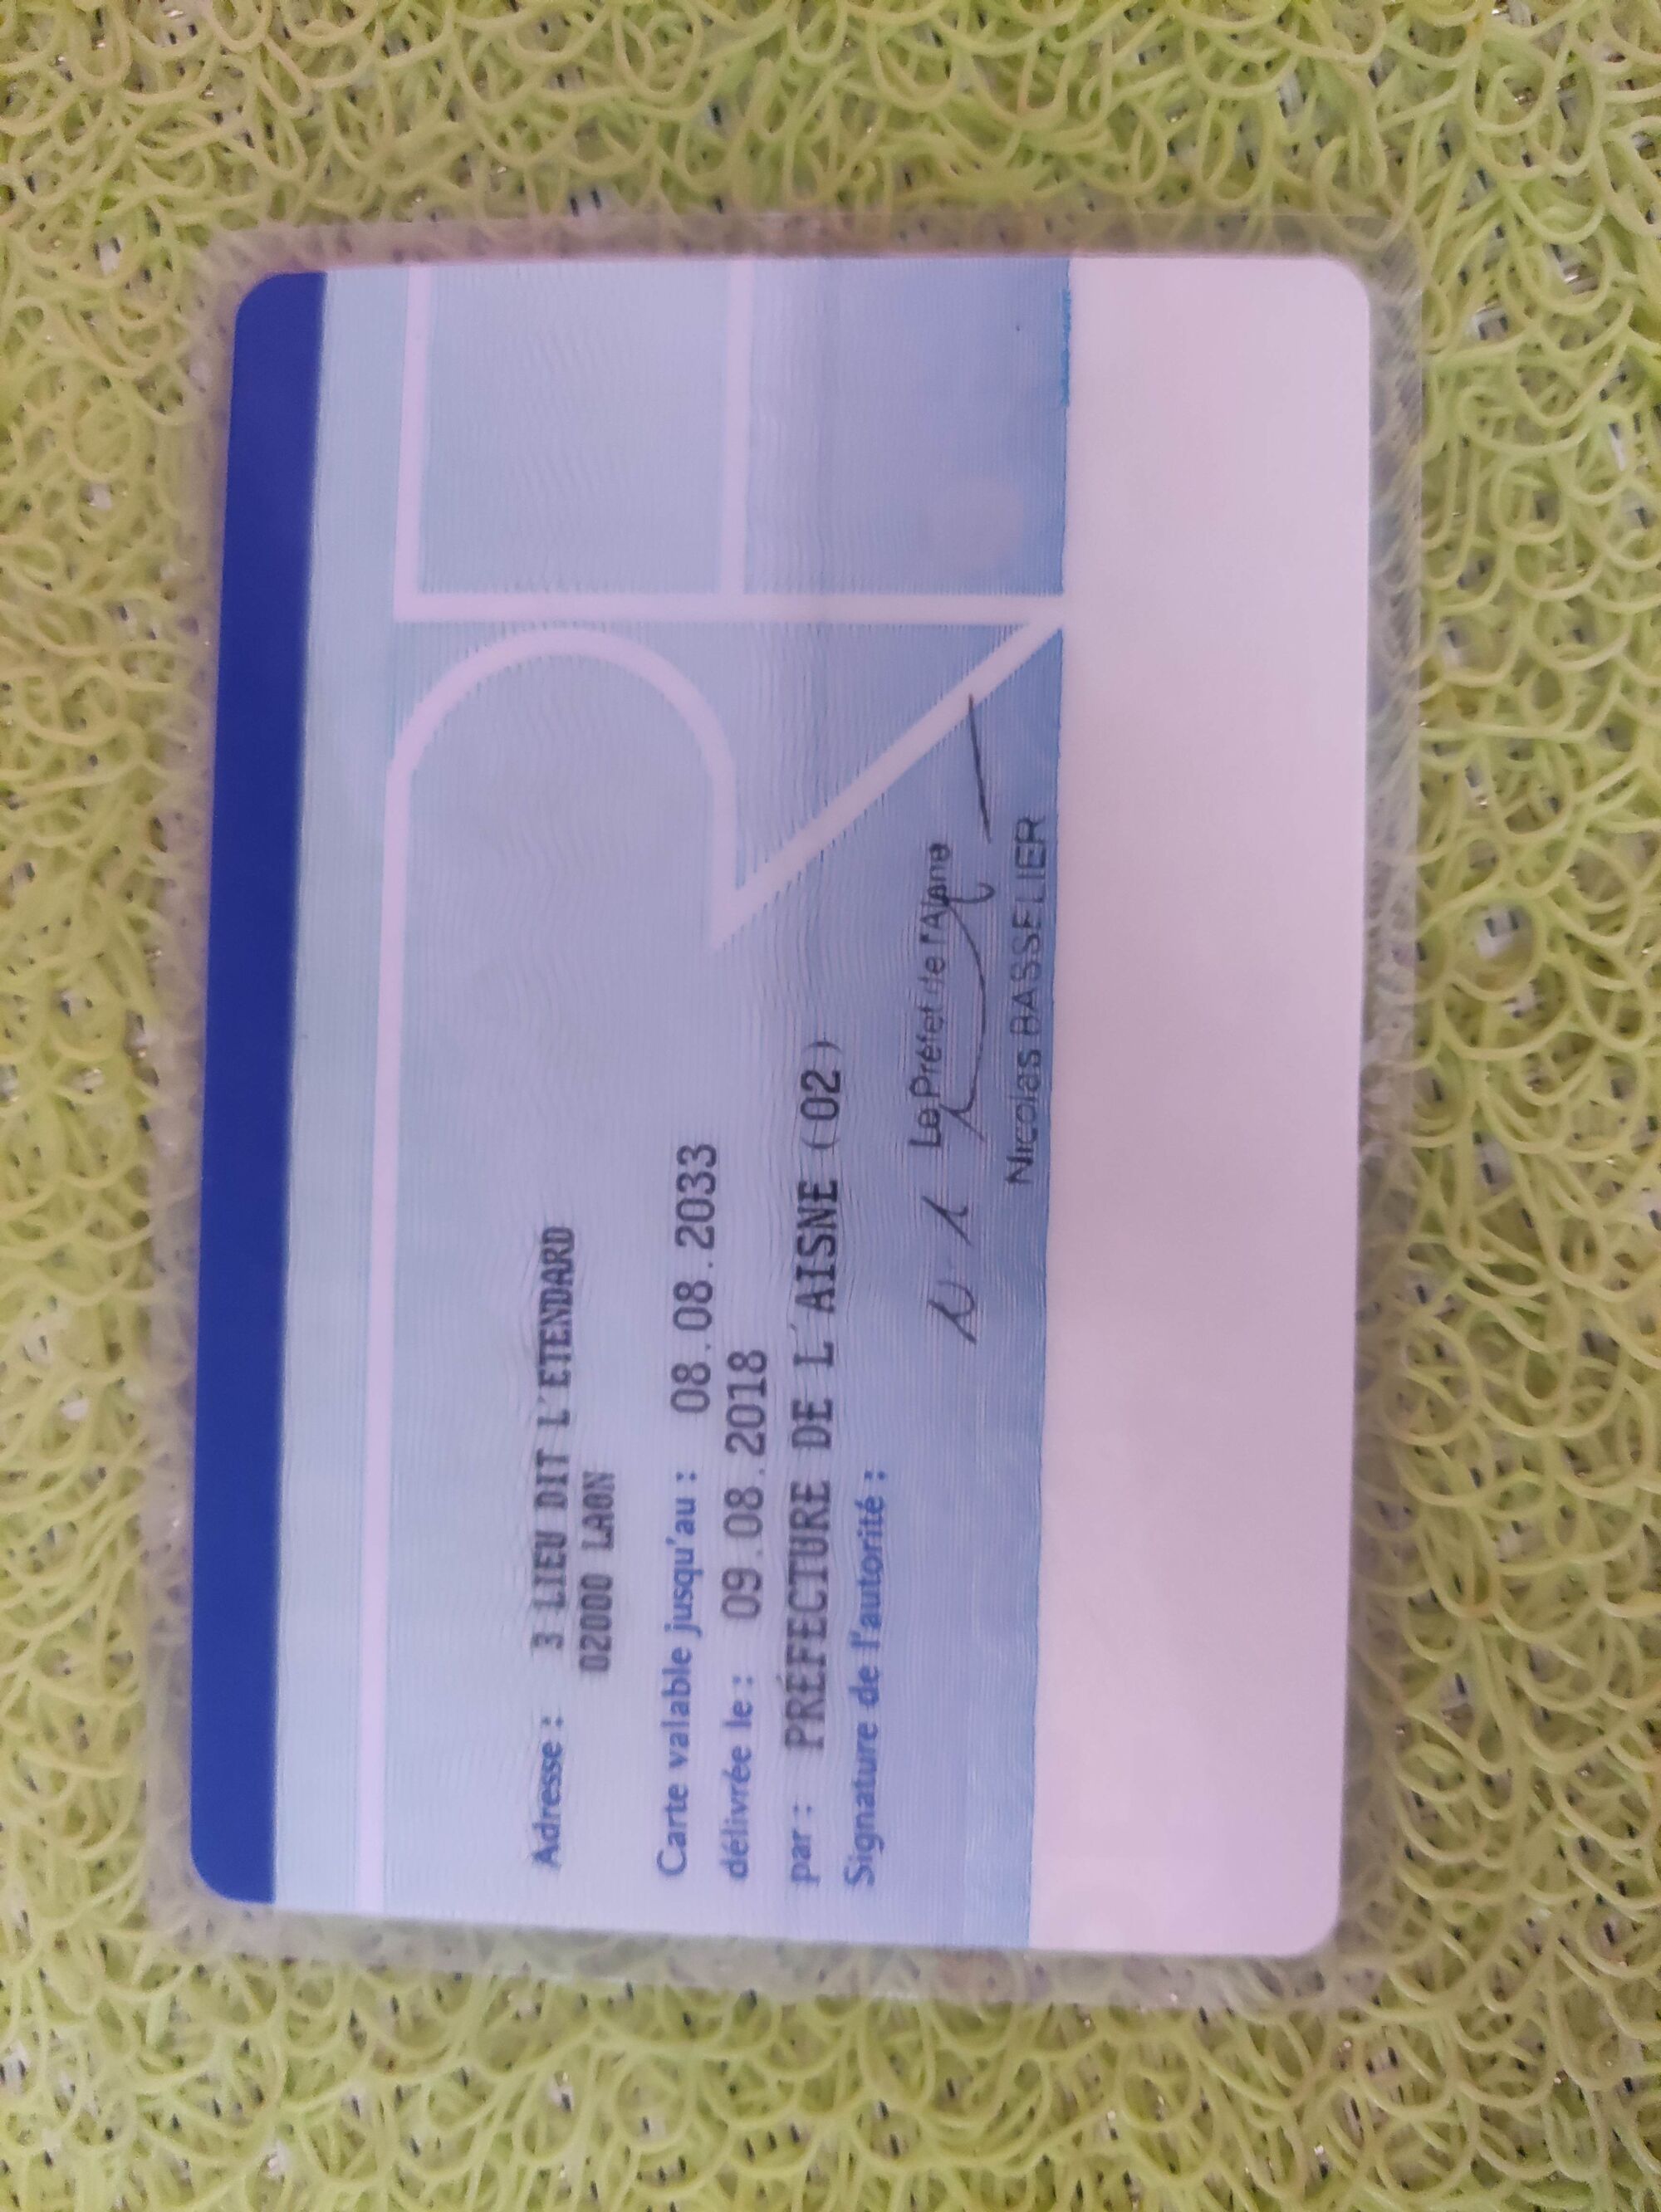 Adresse : 3 LIEU DIT L'ETENDARD
02000 LAON
Carte valable jusqu'au : 08.08.2033
délivrée le : 09.08.2018
par : PRÉFECTURE DE L'AISNE (02)
Signature de l'autorité :
Le Préfet de l'Aisne
Nicolas BASSELIER